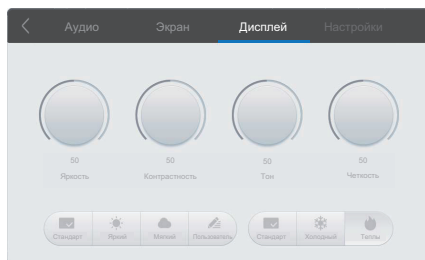 Аудио Экран Дисплей Настройки
50 50 50 50
Яркость Контрастность Тон Четкость
Стандарт Яркий Мягкий Пользователь Стандарт Холодный Теплы